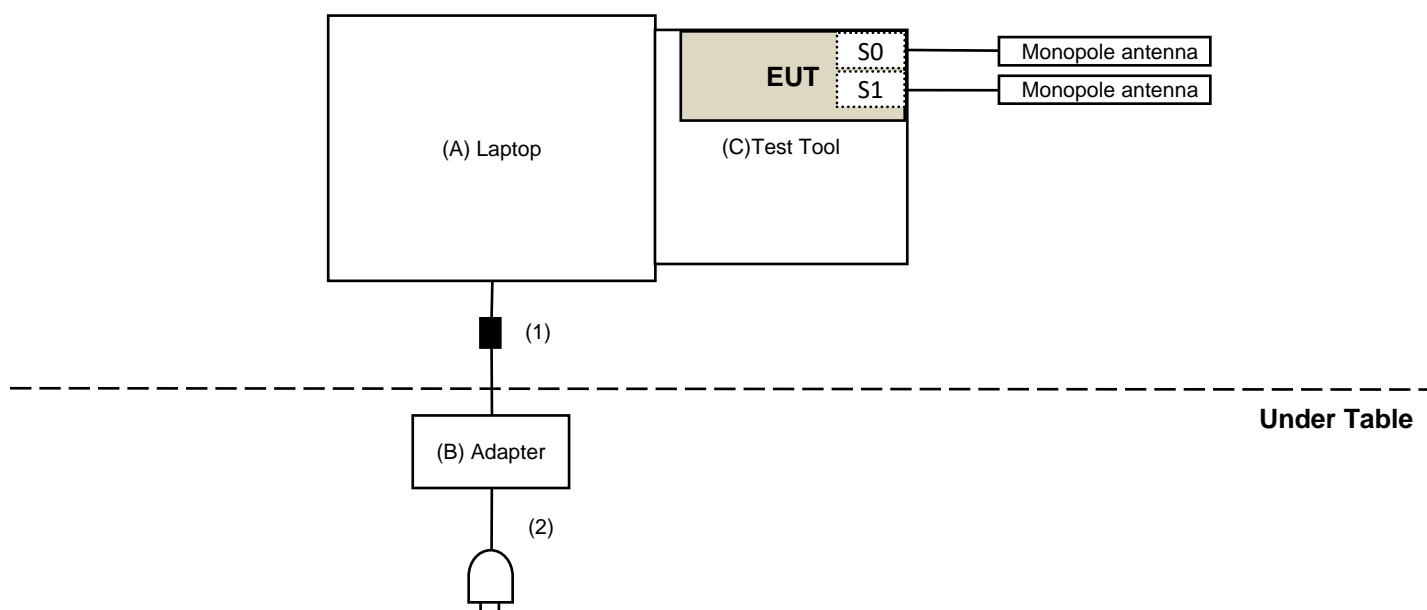 S0
Monopole antenna
EUT
S1
Monopole antenna
(A) Laptop
(C)Test Tool
(1)
Under Table
(B) Adapter
(2)